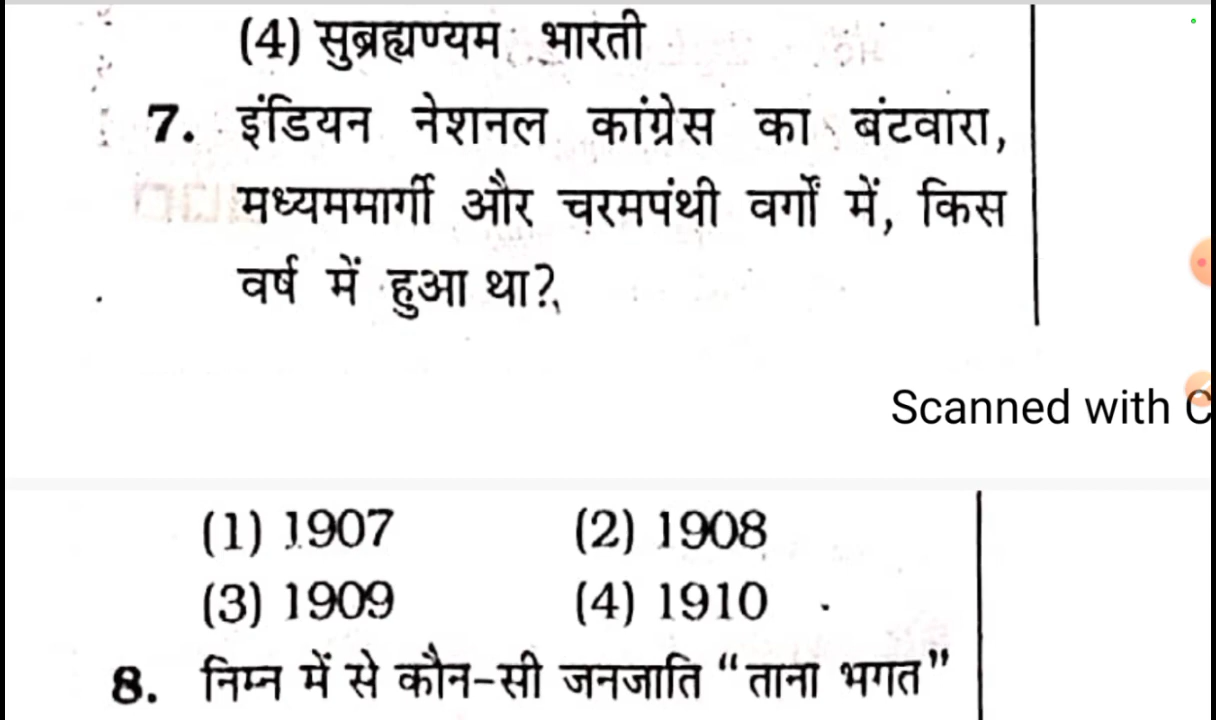 (4) सुब्रह्मण्यम भारती
7. इंडियन नेशनल कांग्रेस का बंटवारा,
मध्यममार्गी और चरमपंथी वर्गों में, किस
वर्ष में हुआ था?
Scanned with C
(1) 1907 (2) 1908
(3) 1909 (4) 1910
8. निम्न में से कौन-सी जनजाति “ताना भगत”